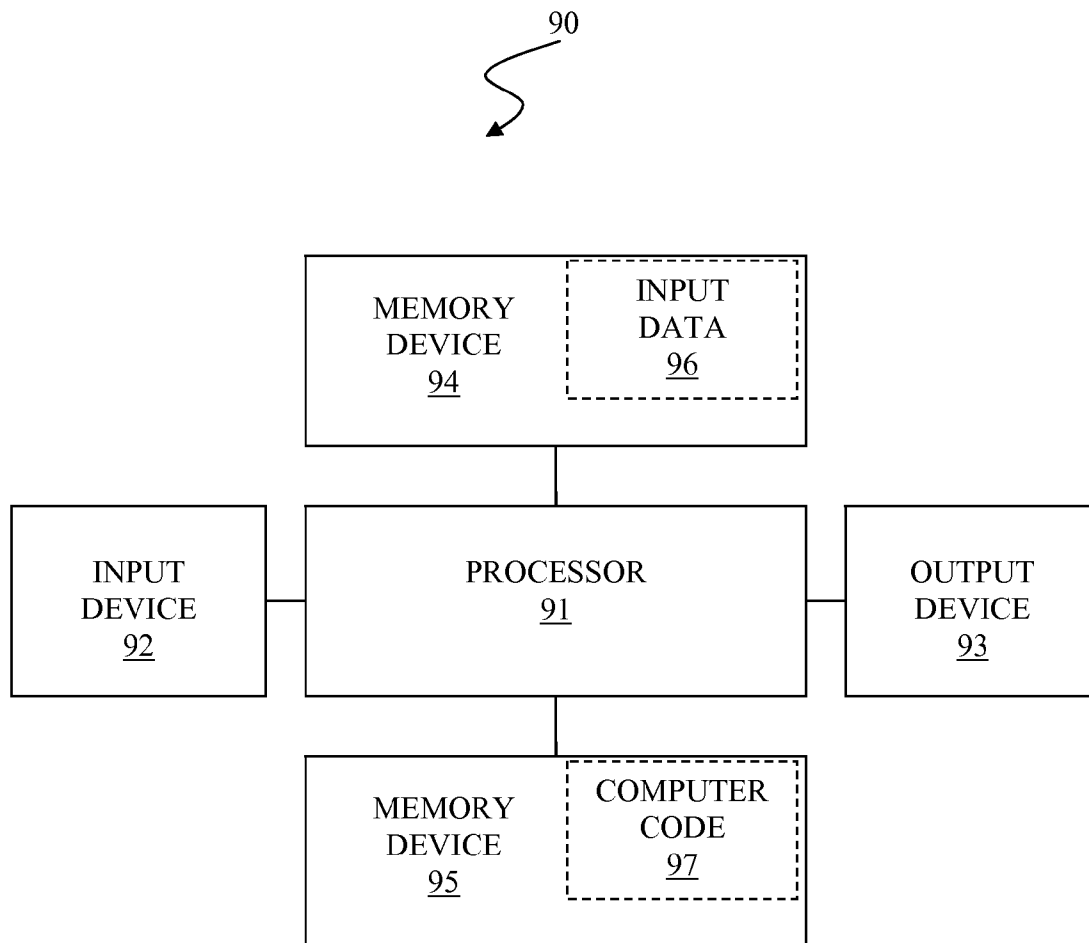 90
MEMORY
DEVICE
94
INPUT
DATA
96
INPUT
DEVICE
92
PROCESSOR
91
OUTPUT
DEVICE
93
MEMORY
DEVICE
95
COMPUTER
CODE
97